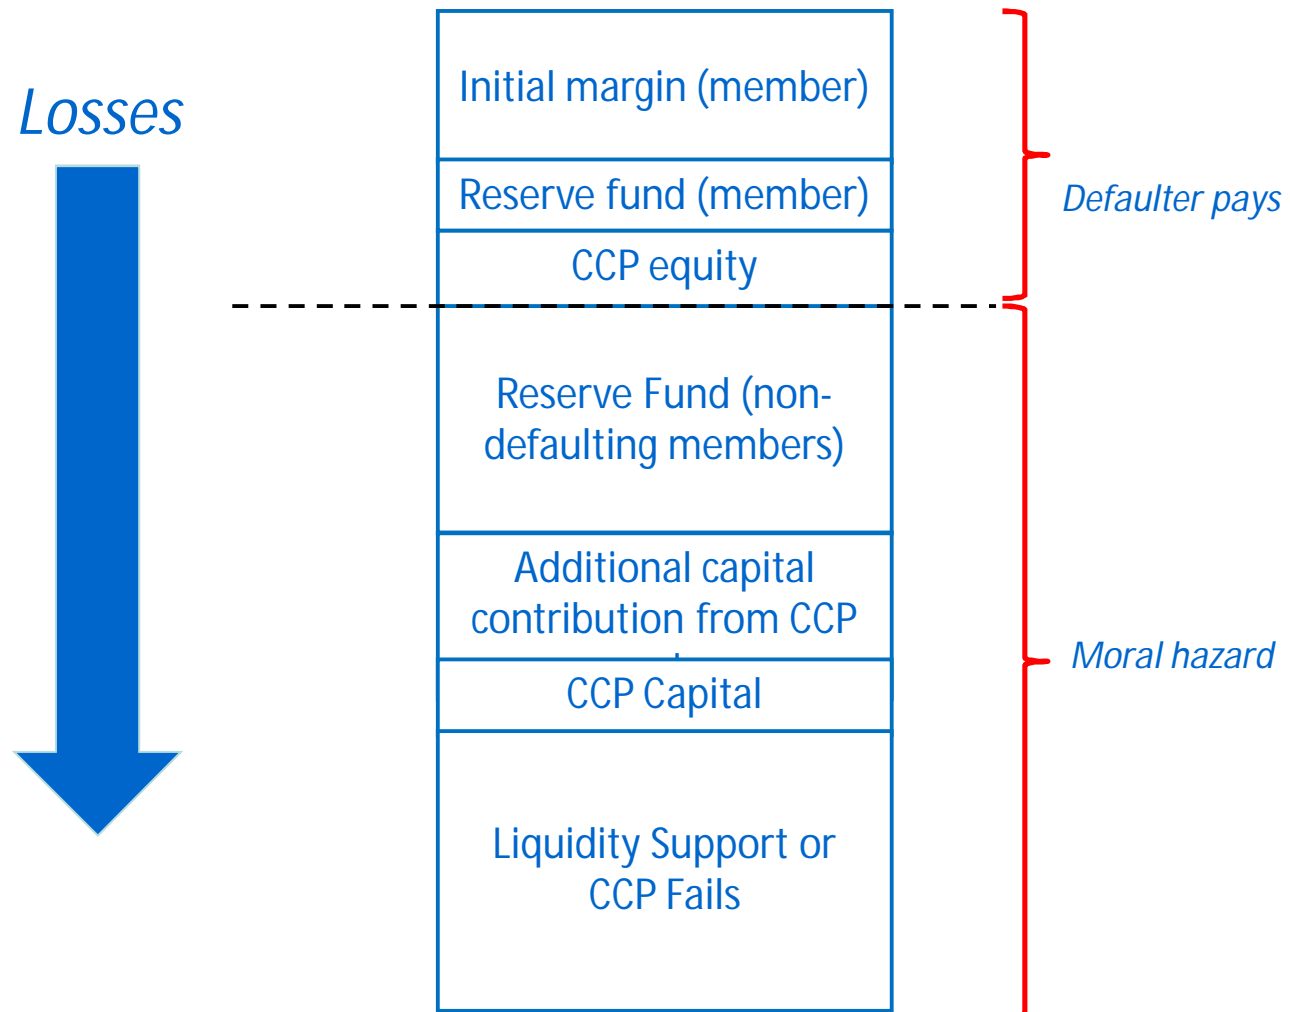 Losses
Initial margin (member)
Reserve fund (member)
CCP equity
Defaulter pays
Reserve Fund (non-
defaulting members)
Additional capital
contribution from CCP
CCP Capital
Moral hazard
Liquidity Support or
CCP Fails